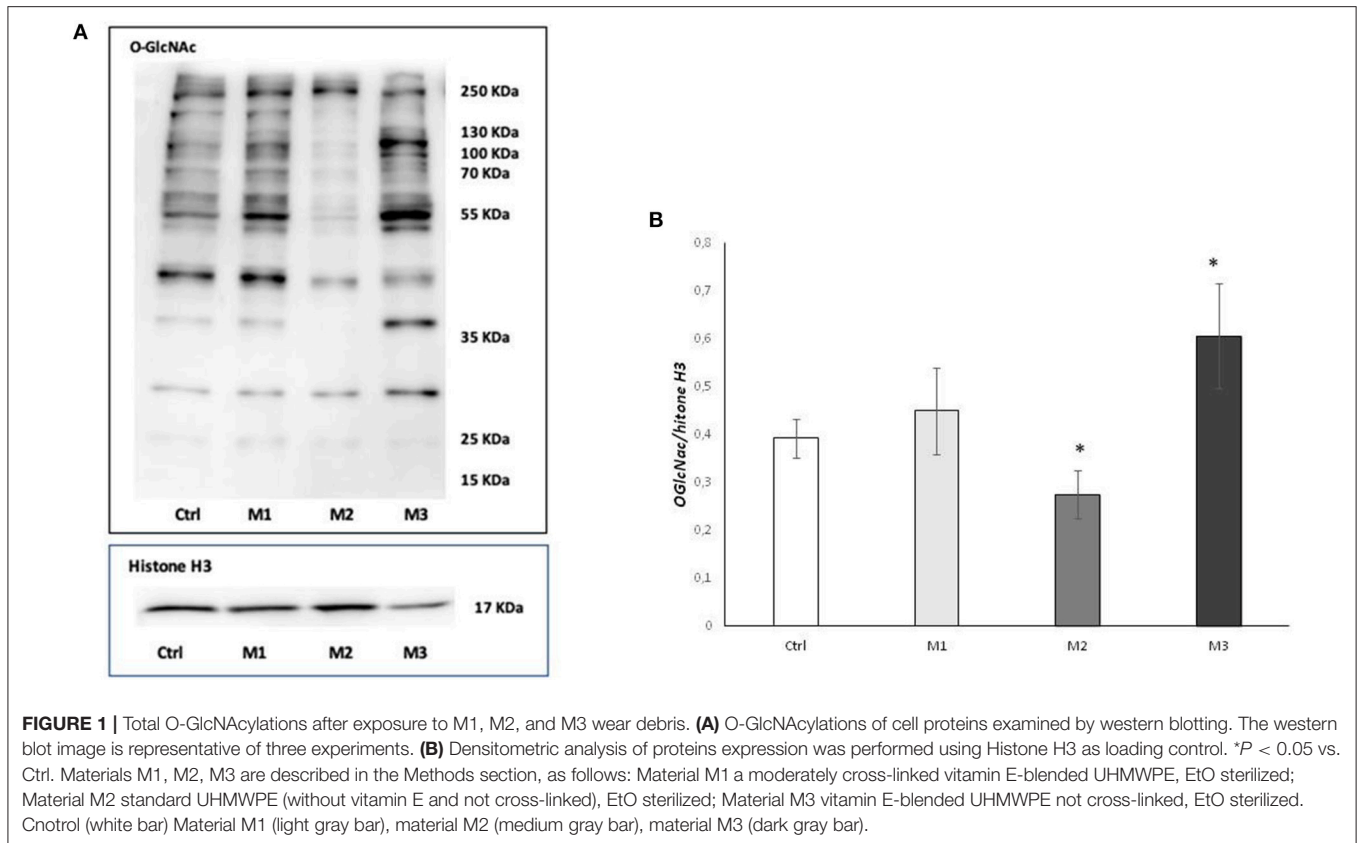 A
O-GlcNAc
250 KDa
130 KDa
100 KDa
70 KDa
55 KDa
35 KDa
25 KDa
15 KDa
Ctrl M1 M2 M3
Histone H3
17 KDa
Ctrl M1 M2 M3
B
OGlcNac/hitone H3
0,8
0,7
0,6
0,5
0,4
0,3
0,2
0,1
0
*
*
Ctrl M1 M2 M3
FIGURE 1 | Total O-GlcNAcylations after exposure to M1, M2, and M3 wear debris. (A) O-GlcNAcylations of cell proteins examined by western blotting. The western
blot image is representative of three experiments. (B) Densitometric analysis of proteins expression was performed using Histone H3 as loading control. *P < 0.05 vs.
Ctrl. Materials M1, M2, M3 are described in the Methods section, as follows: Material M1 a moderately cross-linked vitamin E-blended UHMWPE, EtO sterilized;
Material M2 standard UHMWPE (without vitamin E and not cross-linked), EtO sterilized; Material M3 vitamin E-blended UHMWPE not cross-linked, EtO sterilized.
Cnotrol (white bar) Material M1 (light gray bar), material M2 (medium gray bar), material M3 (dark gray bar).